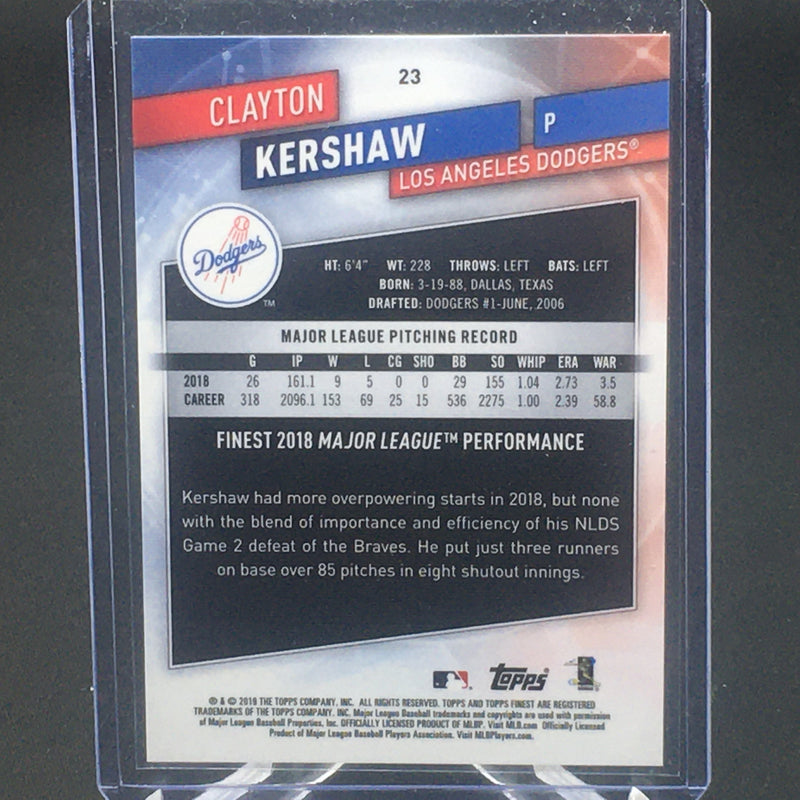 23
CLAYTON
KERSHAW
P
LOS ANGELES DODGERS®
Dodgers
™
HT: 6'4" WT: 228 THROWS: LEFT BATS: LEFT
BORN: 3-19-88, DALLAS, TEXAS
DRAFTED: DODGERS #1-JUNE, 2006
MAJOR LEAGUE PITCHING RECORD
G IP W L CG SHO BB SO WHIP ERA WAR
2018 26 161.1 9 5 0 0 29 155 1.04 2.73 3.5
CAREER 318 2096.1 153 69 25 15 536 2275 1.00 2.39 58.8
FINEST 2018 MAJOR LEAGUE™ PERFORMANCE
Kershaw had more overpowering starts in 2018, but none
with the blend of importance and efficiency of his NLDS
Game 2 defeat of the Braves. He put just three runners
on base over 85 pitches in eight shutout innings.
Topps
® & © 2019 THE TOPPS COMPANY, INC. ALL RIGHTS RESERVED. TOPPS AND TOPPS FINEST ARE REGISTERED
TRADEMARKS OF THE TOPPS COMPANY, INC. Major League Baseball trademarks and copyrights are used with permission
of Major League Baseball Properties, Inc. OFFICIALLY LICENSED PRODUCT OF MLBP. Visit MLB.com Officially Licensed
Product of Major League Baseball Players Association. Visit MLBPlayers.com.